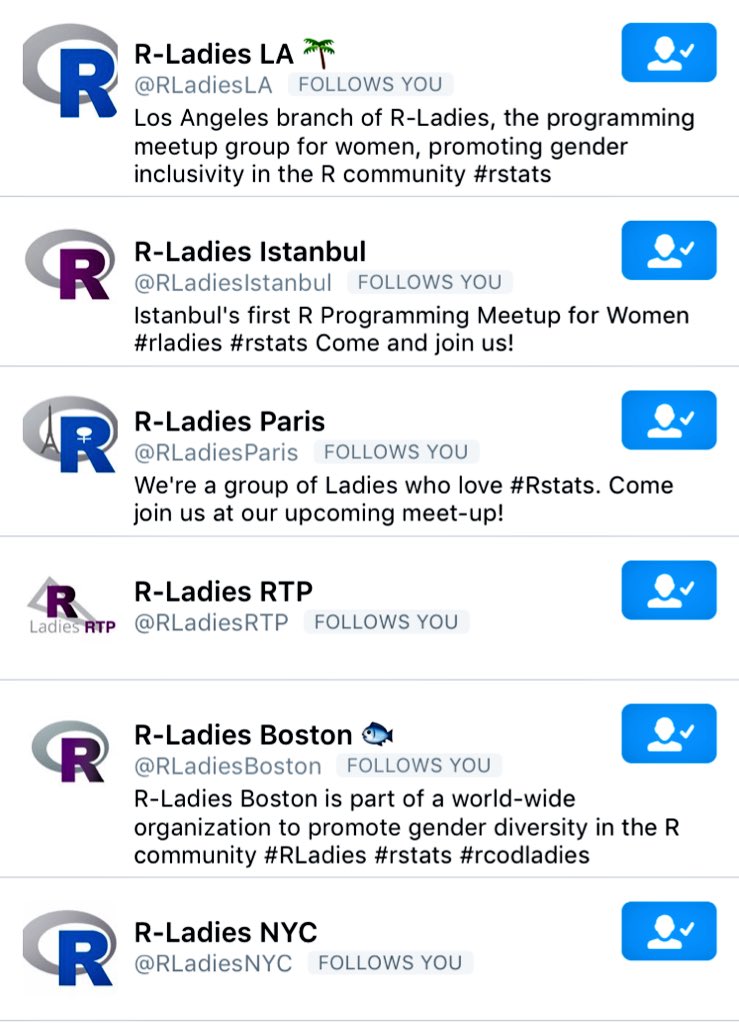 R-Ladies LA 🌴
@RLadiesLA FOLLOWS YOU
Los Angeles branch of R-Ladies, the programming
meetup group for women, promoting gender
inclusivity in the R community #rstats
R-Ladies Istanbul
@RLadiesIstanbul FOLLOWS YOU
Istanbul's first R Programming Meetup for Women
#rladies #rstats Come and join us!
R-Ladies Paris
@RLadiesParis FOLLOWS YOU
We're a group of Ladies who love #Rstats. Come
join us at our upcoming meet-up!
R
Ladies RTP
R-Ladies RTP
@RLadiesRTP FOLLOWS YOU
R-Ladies Boston 🐟
@RLadiesBoston FOLLOWS YOU
R-Ladies Boston is part of a world-wide
organization to promote gender diversity in the R
community #RLadies #rstats #rcodladies
R-Ladies NYC
@RLadiesNYC FOLLOWS YOU